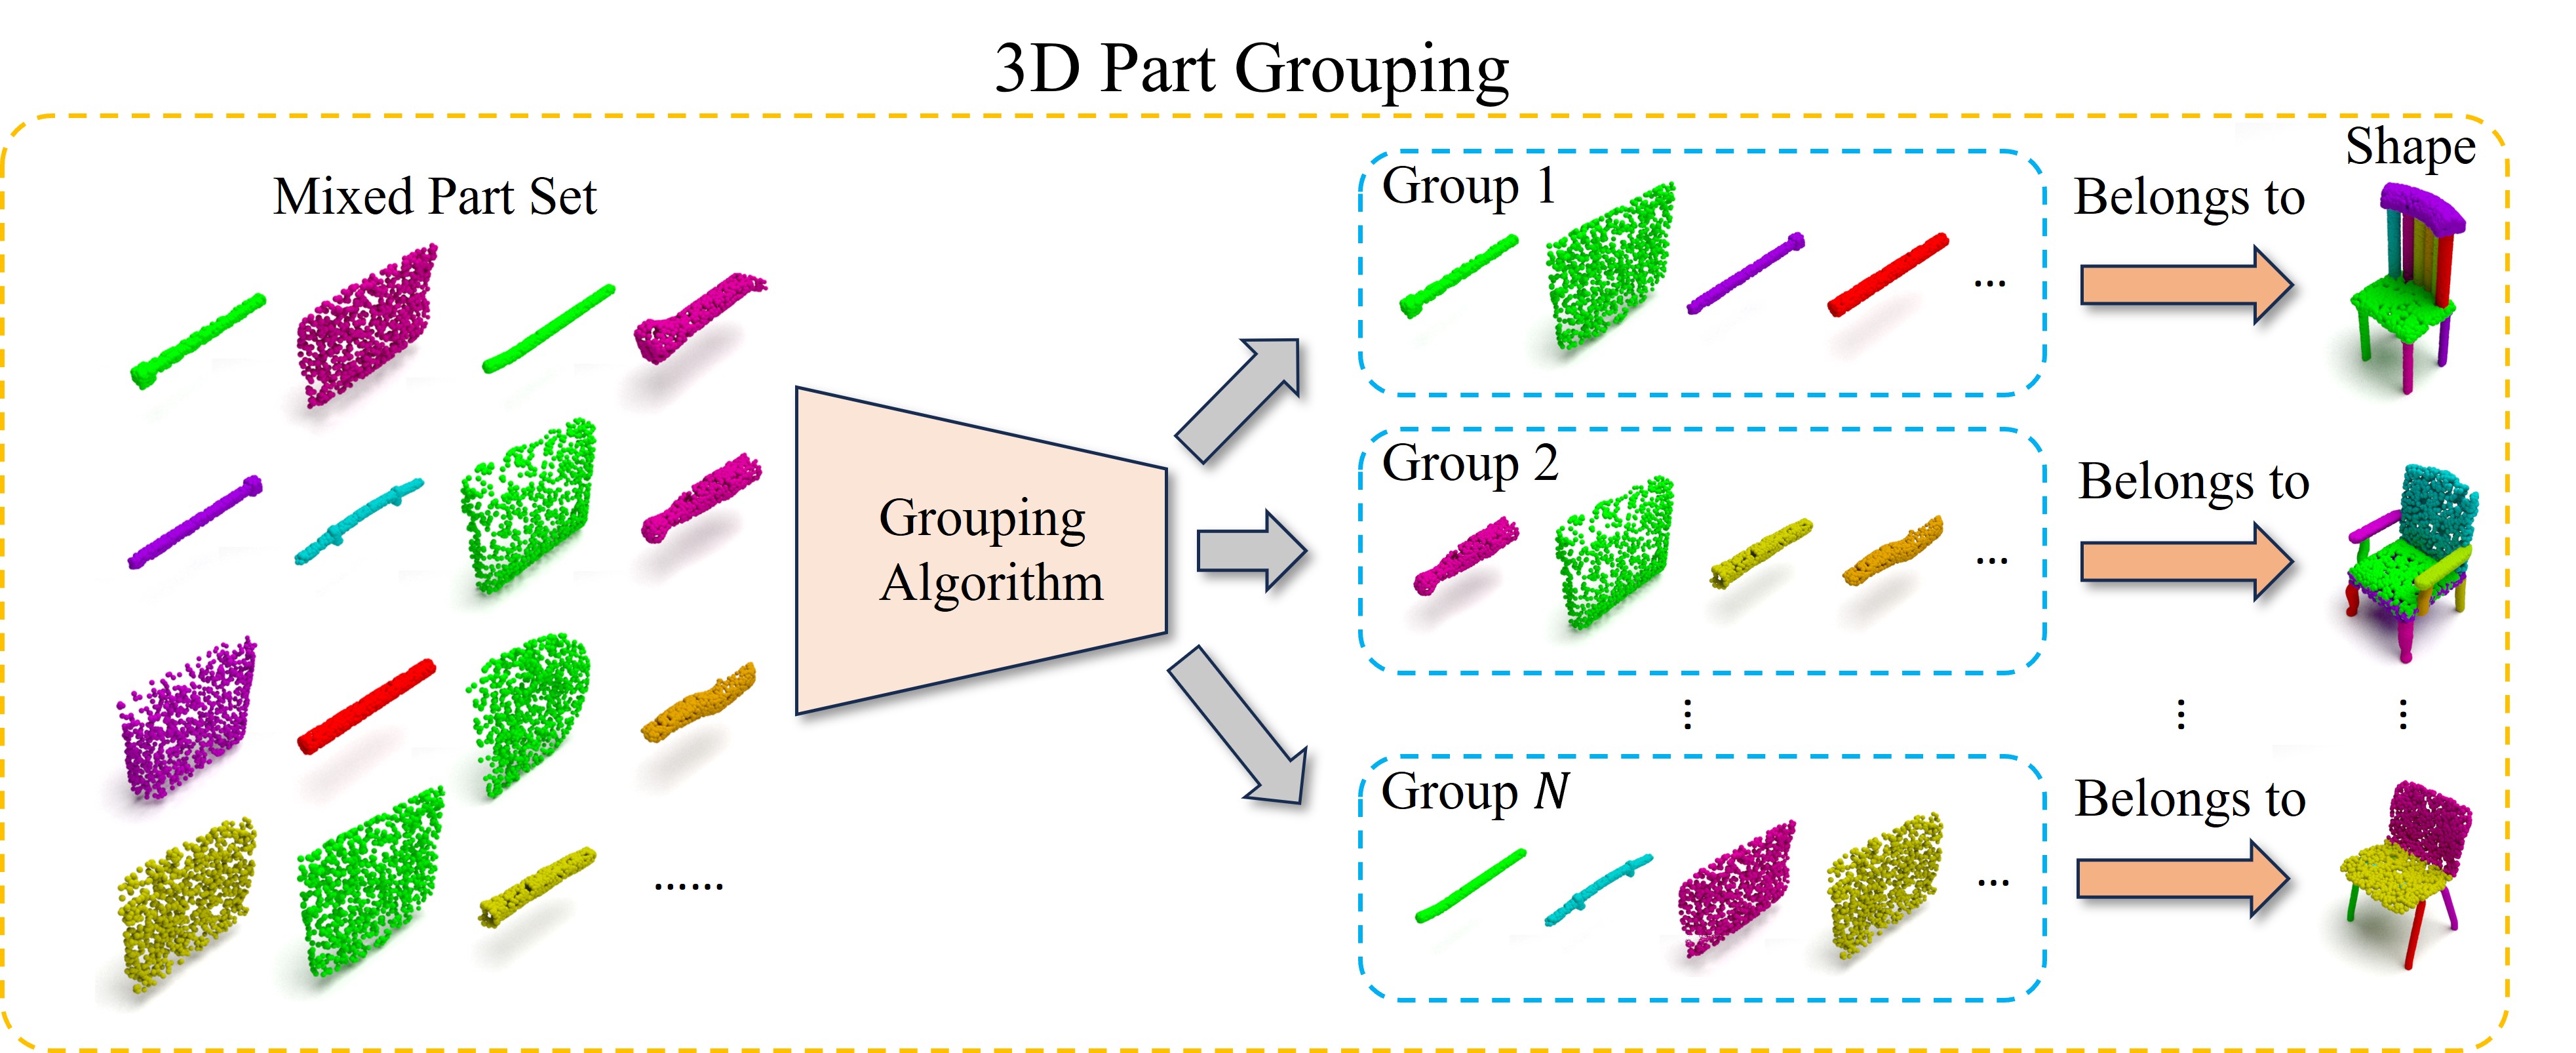 3D Part Grouping
Mixed Part Set
......
Grouping
Algorithm
Group 1
...
Belongs to
Shape
Group 2
...
Belongs to
⋮ ⋮ ⋮
Group N
...
Belongs to